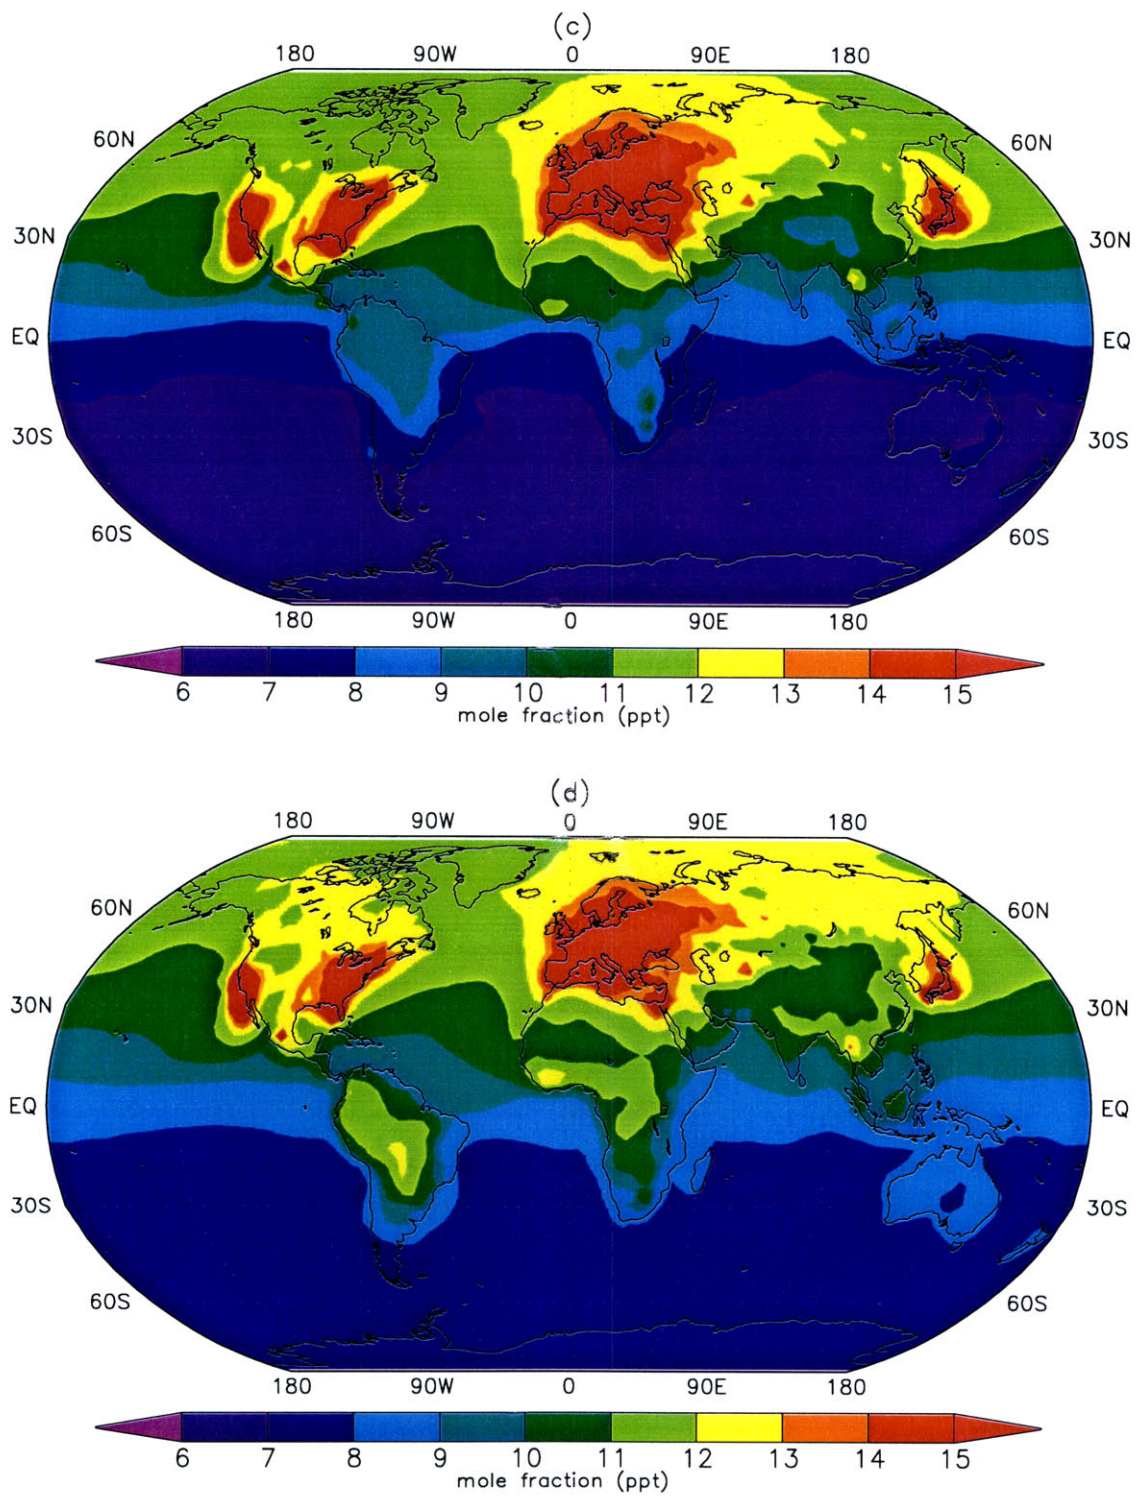 (c)
180 90W 0 90E 180
60N 60N
30N 30N
EQ EQ
30S 30S
60S 60S
180 90W 0 90E 180
6 7 8 9 10 11 12 13 14 15
mole fraction (ppt)
(d)
180 90W 0 90E 180
60N 60N
30N 30N
EQ EQ
30S 30S
60S 60S
180 90W 0 90E 180
6 7 8 9 10 11 12 13 14 15
mole fraction (ppt)